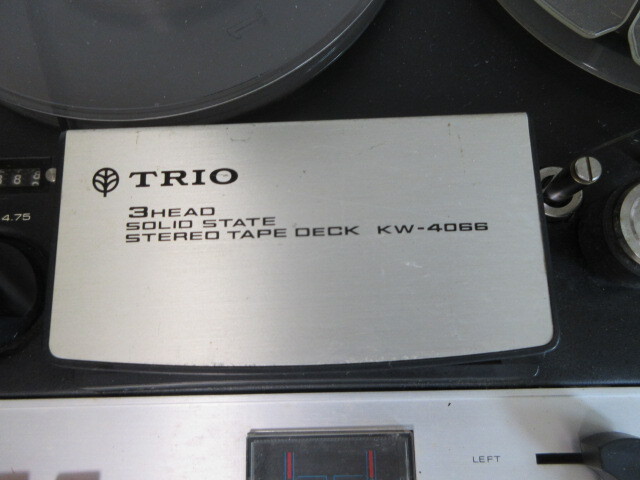 TRIO
3HEAD
SOLID STATE
STEREO TAPE DECK KW-4066
4.75
LEFT